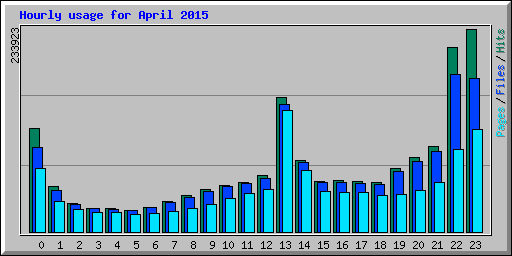 Hourly usage for April 2015
233923
Pages / Files / Hits
0 1 2 3 4 5 6 7 8 9 10 11 12 13 14 15 16 17 18 19 20 21 22 23